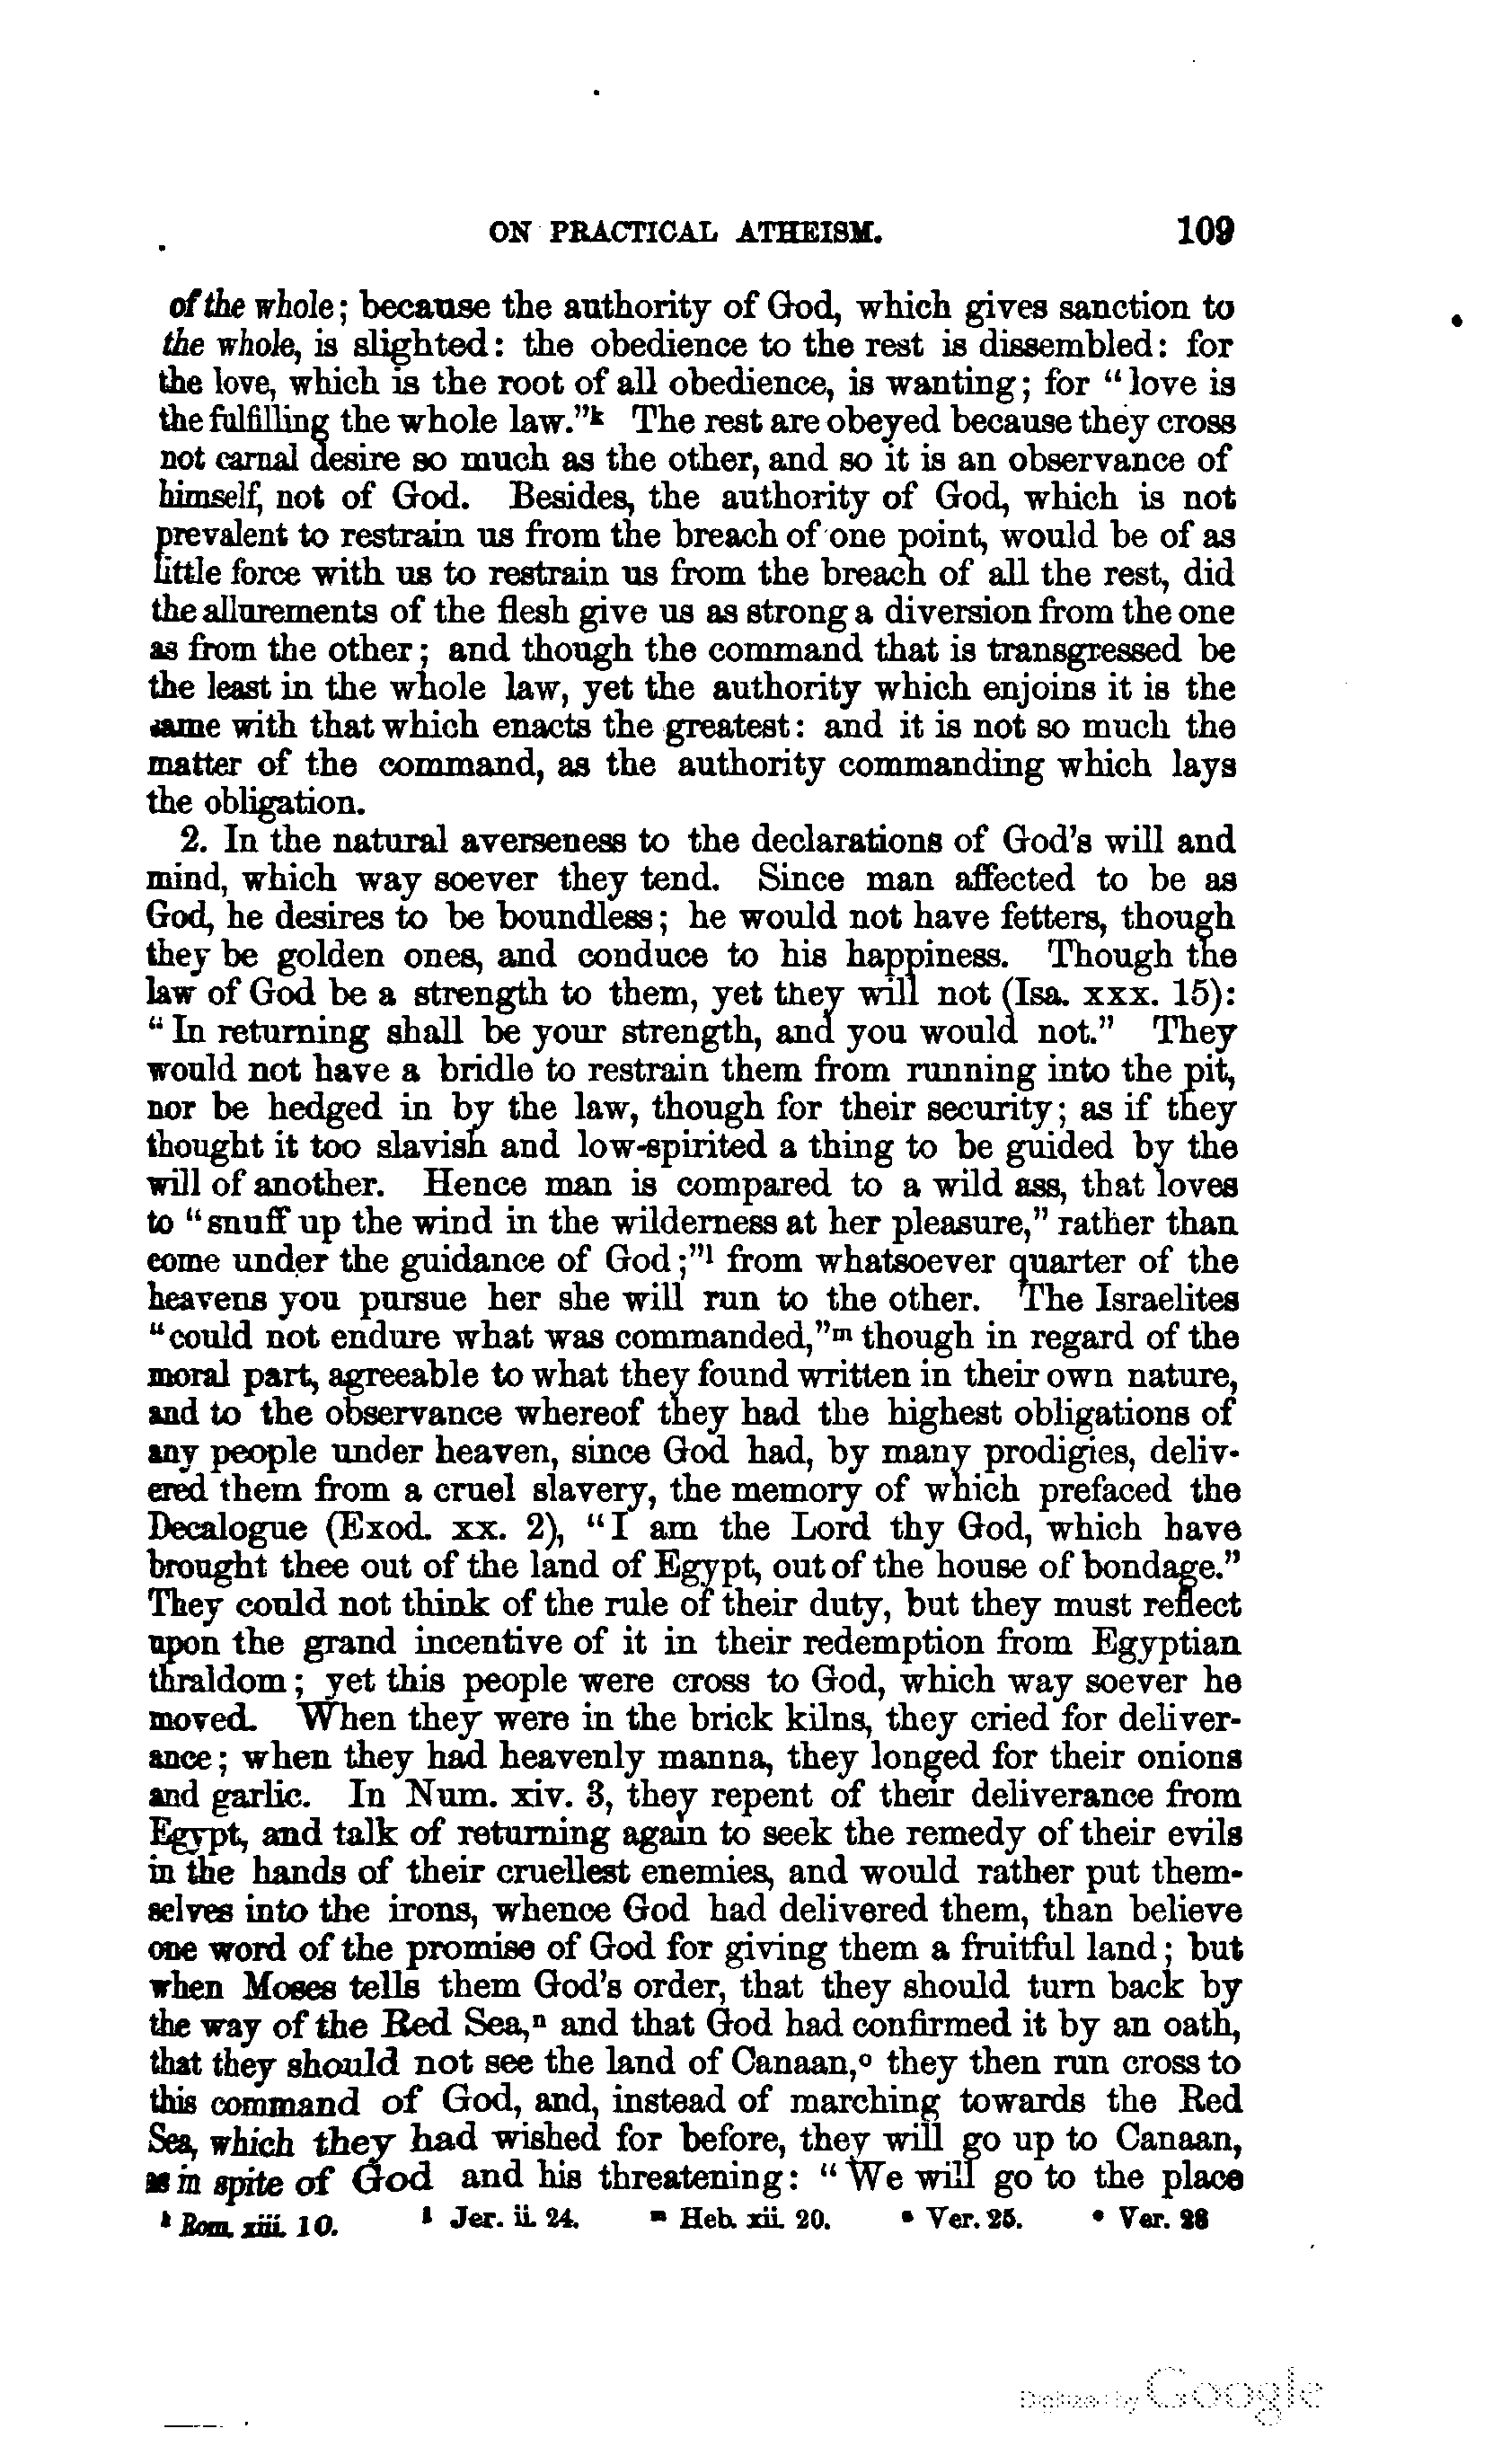 ON PRACTICAL ATHEISM. 109
of the whole; because the authority of God, which gives sanction to
the whole, is slighted: the obedience to the rest is dissembled: for
the love, which is the root of all obedience, is wanting; for "love is
the fulfilling the whole law."k The rest are obeyed because they cross
not carnal desire so much as the other, and so it is an observance of
himself, not of God. Besides, the authority of God, which is not
prevalent to restrain us from the breach of one point, would be of as
little force with us to restrain us from the breach of all the rest, did
the allurements of the flesh give us as strong a diversion from the one
as from the other; and though the command that is transgressed be
the least in the whole law, yet the authority which enjoins it is the
same with that which enacts the greatest: and it is not so much the
matter of the command, as the authority commanding which lays
the obligation.
2. In the natural averseness to the declarations of God's will and
mind, which way soever they tend. Since man affected to be as
God, he desires to be boundless; he would not have fetters, though
they be golden ones, and conduce to his happiness. Though the
law of God be a strength to them, yet they will not (Isa. xxx. 15):
"In returning shall be your strength, and you would not." They
would not have a bridle to restrain them from running into the pit,
nor be hedged in by the law, though for their security; as if they
thought it too slavish and low-spirited a thing to be guided by the
will of another. Hence man is compared to a wild ass, that loves
to "snuff up the wind in the wilderness at her pleasure," rather than
come under the guidance of God;"l from whatsoever quarter of the
heavens you pursue her she will run to the other. The Israelites
"could not endure what was commanded,"m though in regard of the
moral part, agreeable to what they found written in their own nature,
and to the observance whereof they had the highest obligations of
any people under heaven, since God had, by many prodigies, deliv-
ered them from a cruel slavery, the memory of which prefaced the
Decalogue (Exod. xx. 2), "I am the Lord thy God, which have
brought thee out of the land of Egypt, out of the house of bondage."
They could not think of the rule of their duty, but they must reflect
upon the grand incentive of it in their redemption from Egyptian
thraldom; yet this people were cross to God, which way soever he
moved. When they were in the brick kilns, they cried for deliver-
ance; when they had heavenly manna, they longed for their onions
and garlic. In Num. xiv. 3, they repent of their deliverance from
Egypt, and talk of returning again to seek the remedy of their evils
in the hands of their cruellest enemies, and would rather put them-
selves into the irons, whence God had delivered them, than believe
one word of the promise of God for giving them a fruitful land; but
when Moses tells them God's order, that they should turn back by
the way of the Red Sea,n and that God had confirmed it by an oath,
that they should not see the land of Canaan,o they then run cross to
this command of God, and, instead of marching towards the Red
Sea, which they had wished for before, they will go up to Canaan,
as in spite of God and his threatening: "We will go to the place
k Rom. xiii. 10. l Jer. ii. 24. m Heb. xii. 20. n Ver. 25. o Ver. 28
Digitized by Google